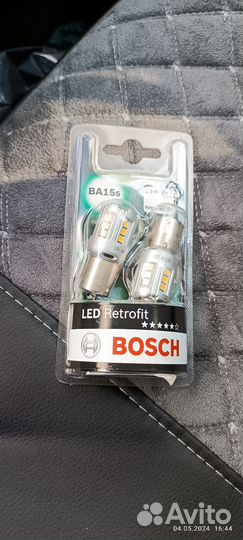 BA15s
LED Retrofit
BOSCH
Avito
04.05.2024 16:44